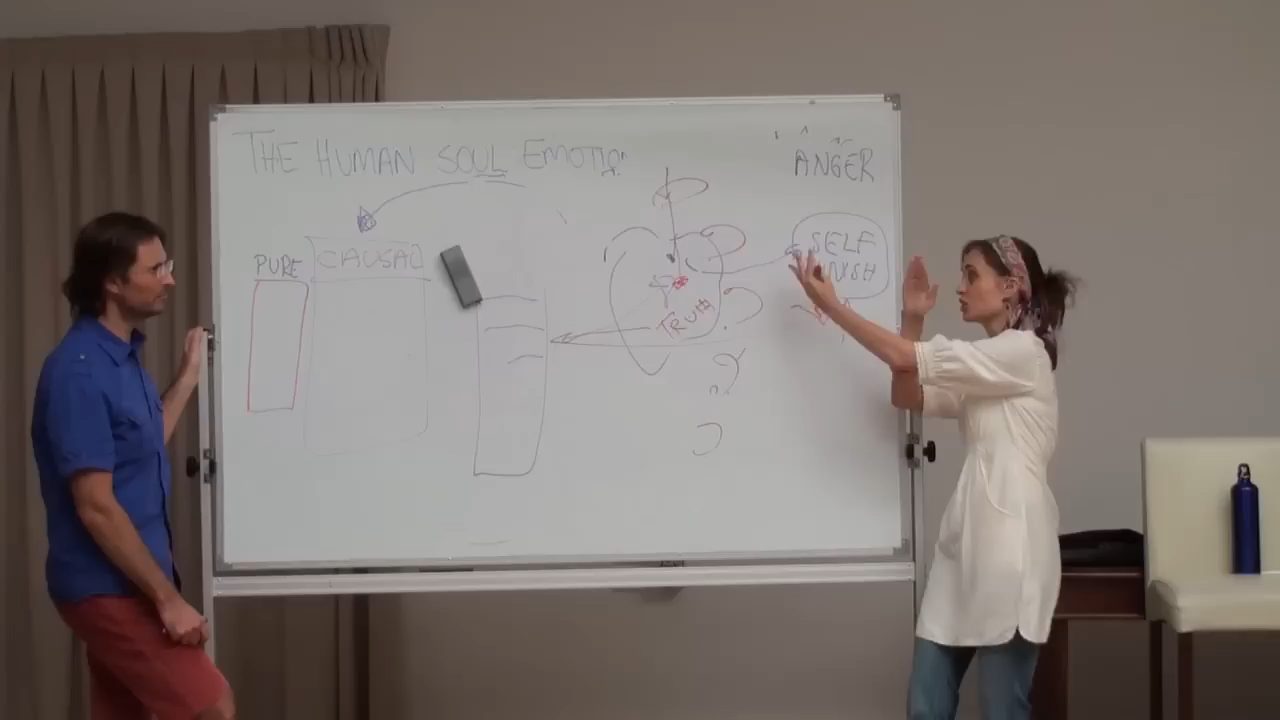 THE HUMAN SOUL EMOTION
ANGER
PURE
CAUSAL
SELF
TRUTH